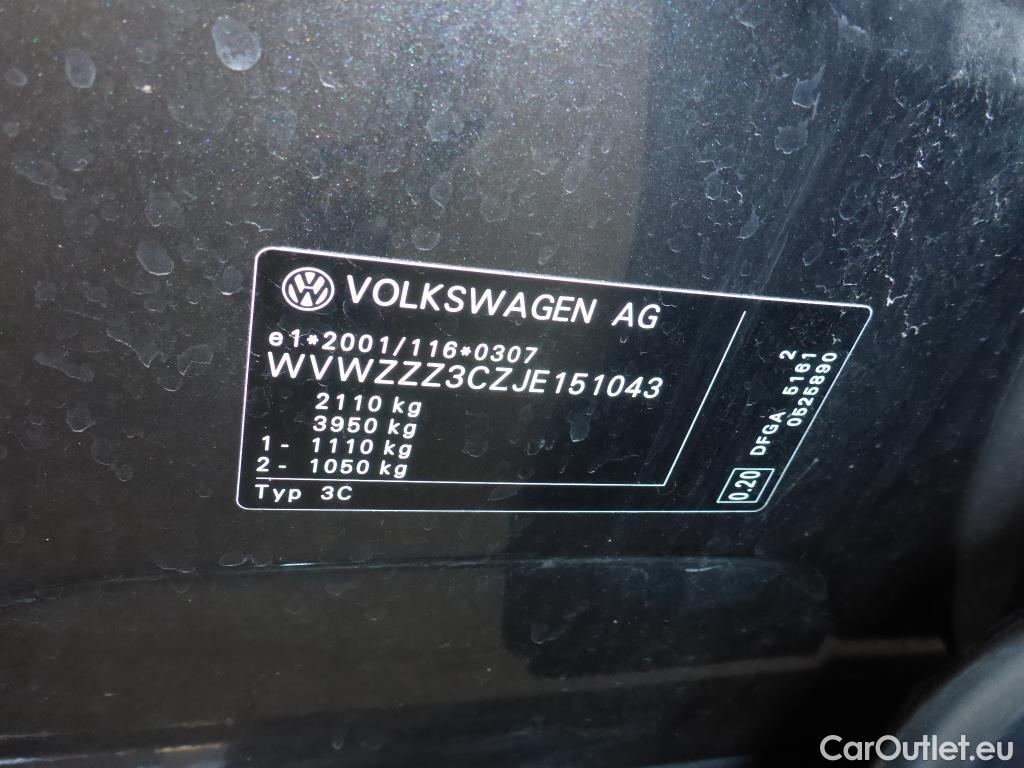 VOLKSWAGEN AG
e1*2001/116*0307
WVWZZZ3CZJE151043
2110 kg
3950 kg
1- 1110 kg
2- 1050 kg
Typ 3C
0.20 DFGA 5161 2
0525890
CarOutlet.eu